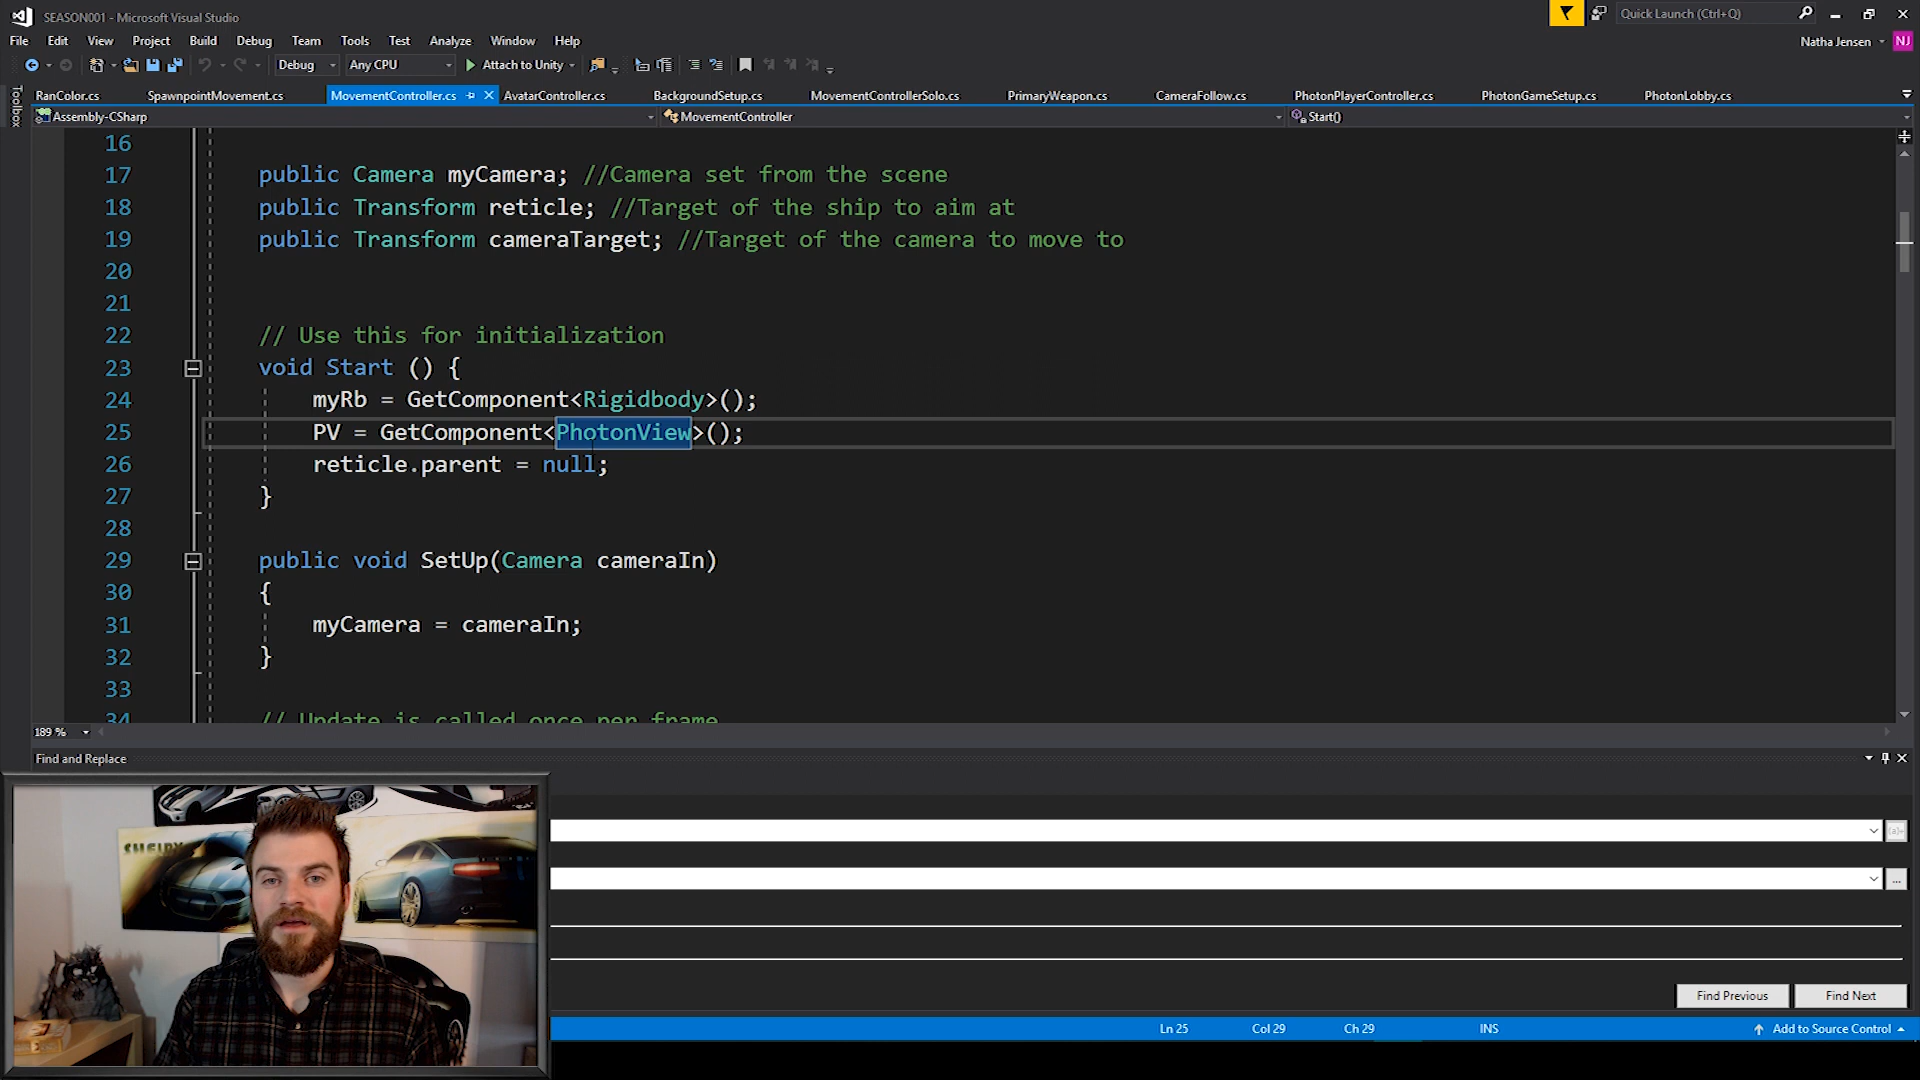 SEASON001 - Microsoft Visual Studio
Quick Launch (Ctrl+Q)
File Edit View Project Build Debug Team Tools Test Analyze Window Help
Natha Jensen NJ
Debug Any CPU Attach to Unity
Toolbox
RanColor.cs SpawnpointMovement.cs MovementController.cs AvatarController.cs BackgroundSetup.cs MovementControllerSolo.cs PrimaryWeapon.cs CameraFollow.cs PhotonPlayerController.cs PhotonGameSetup.cs PhotonLobby.cs
Assembly-CSharp MovementController Start()
16
17 public Camera myCamera; //Camera set from the scene
18 public Transform reticle; //Target of the ship to aim at
19 public Transform cameraTarget; //Target of the camera to move to
20
21
22 // Use this for initialization
23 void Start () {
24 myRb = GetComponent<Rigidbody>();
25 PV = GetComponent<PhotonView>();
26 reticle.parent = null;
27 }
28
29 public void SetUp(Camera cameraIn)
30 {
31 myCamera = cameraIn;
32 }
33
34 // Update is called once per frame
189 %
Find and Replace
SHELBY
(a)+
...
Find Previous Find Next
Ln 25 Col 29 Ch 29 INS Add to Source Control